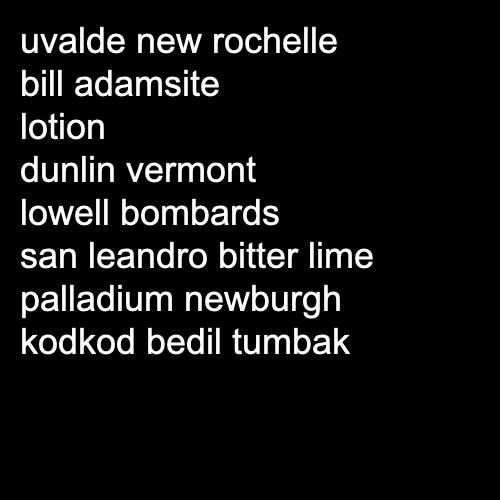 uvalde new rochelle
bill adamsite
lotion
dunlin vermont
lowell bombards
san leandro bitter lime
palladium newburgh
kodkod bedil tumbak